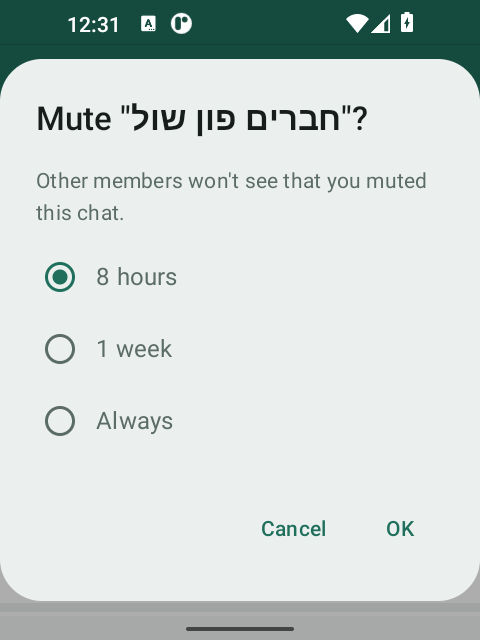 12:31
Mute "חברים פון שול"?
Other members won't see that you muted
this chat.
8 hours
1 week
Always
Cancel
OK